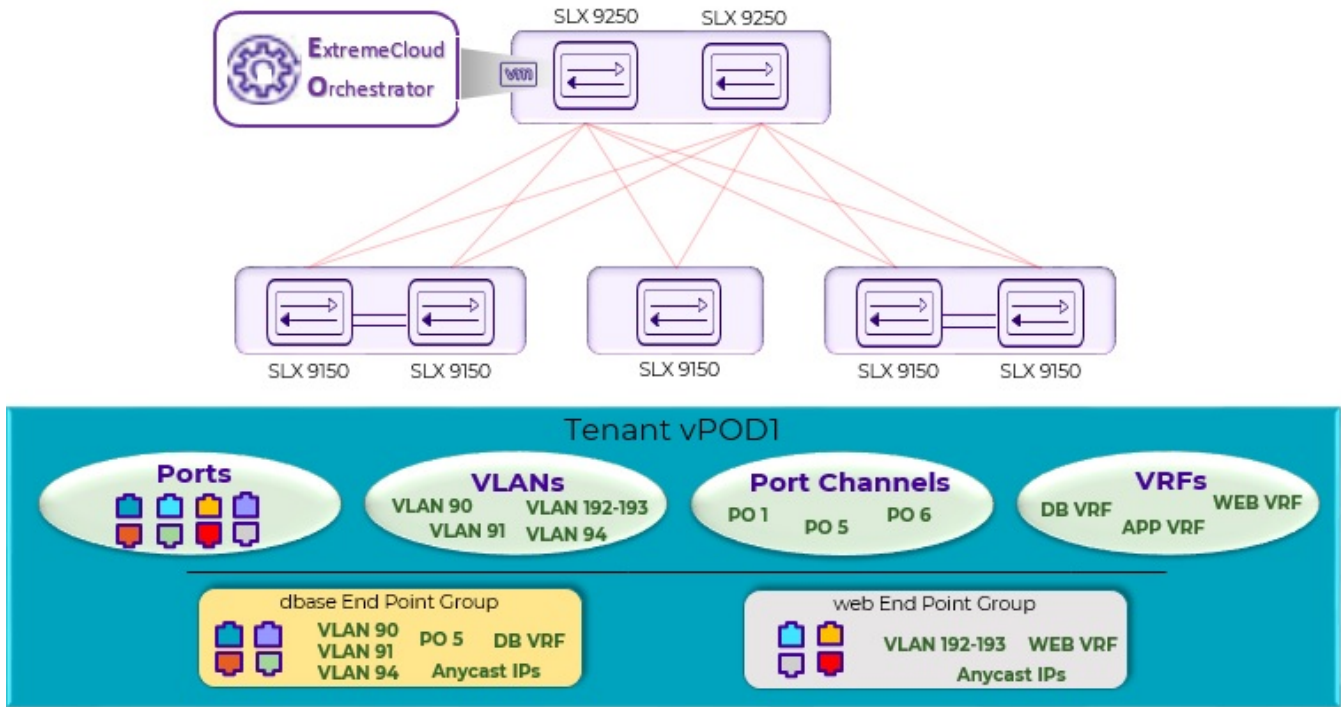 SLX 9250
SLX 9250
ExtremeCloud
Orchestrator
vm
SLX 9150
SLX 9150
SLX 9150
SLX 9150
SLX 9150
Tenant vPOD1
Ports
VLANs
VLAN 90
VLAN 192-193
VLAN 91
VLAN 94
Port Channels
PO 1
PO 5
PO 6
VRFs
DB VRF
WEB VRF
APP VRF
dbase End Point Group
VLAN 90
VLAN 91
VLAN 94
PO 5
DB VRF
Anycast IPs
web End Point Group
VLAN 192-193
WEB VRF
Anycast IPs